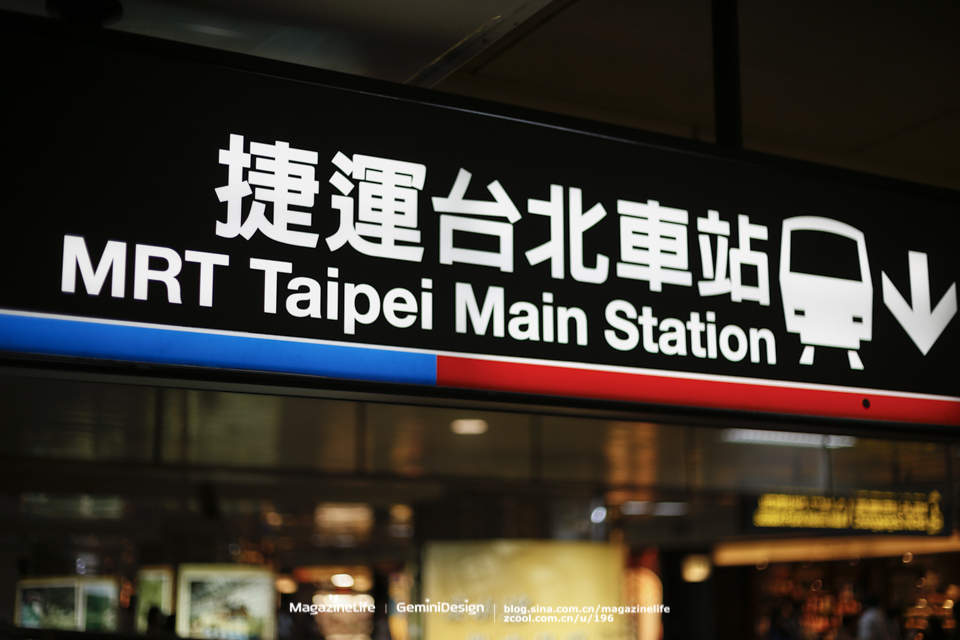 捷運台北車站
MRT Taipei Main Station
MagazineLife | GeminiDesign | blog.sina.com.cn/magazinelife
zcool.com.cn/u/196